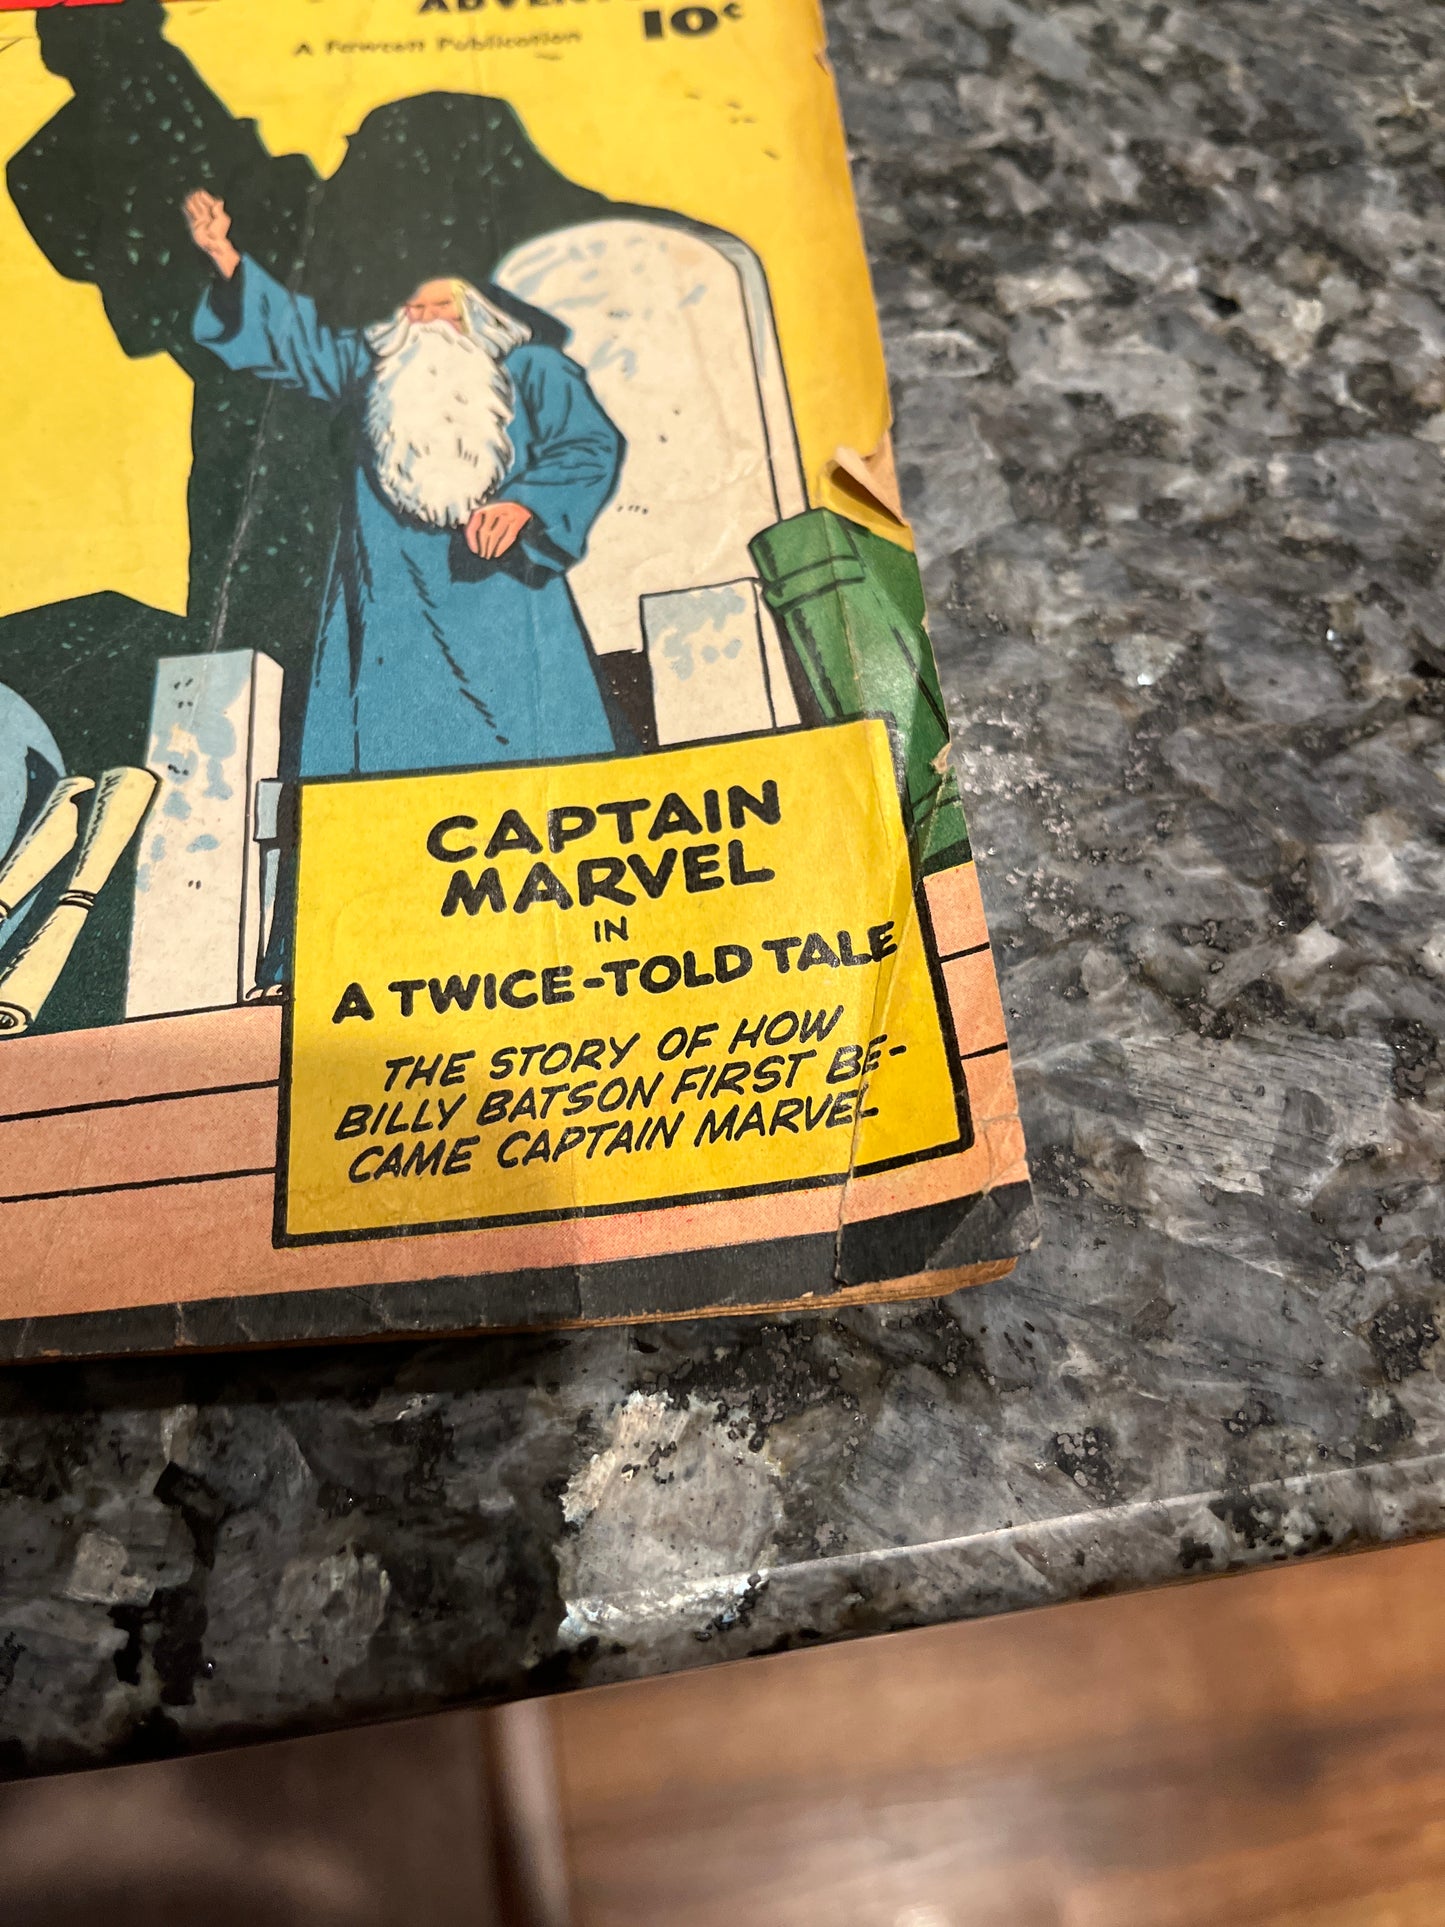 10¢
A Fawcett Publication
CAPTAIN
MARVEL
IN
A TWICE-TOLD TALE
THE STORY OF HOW
BILLY BATSON FIRST BE-
CAME CAPTAIN MARVEL